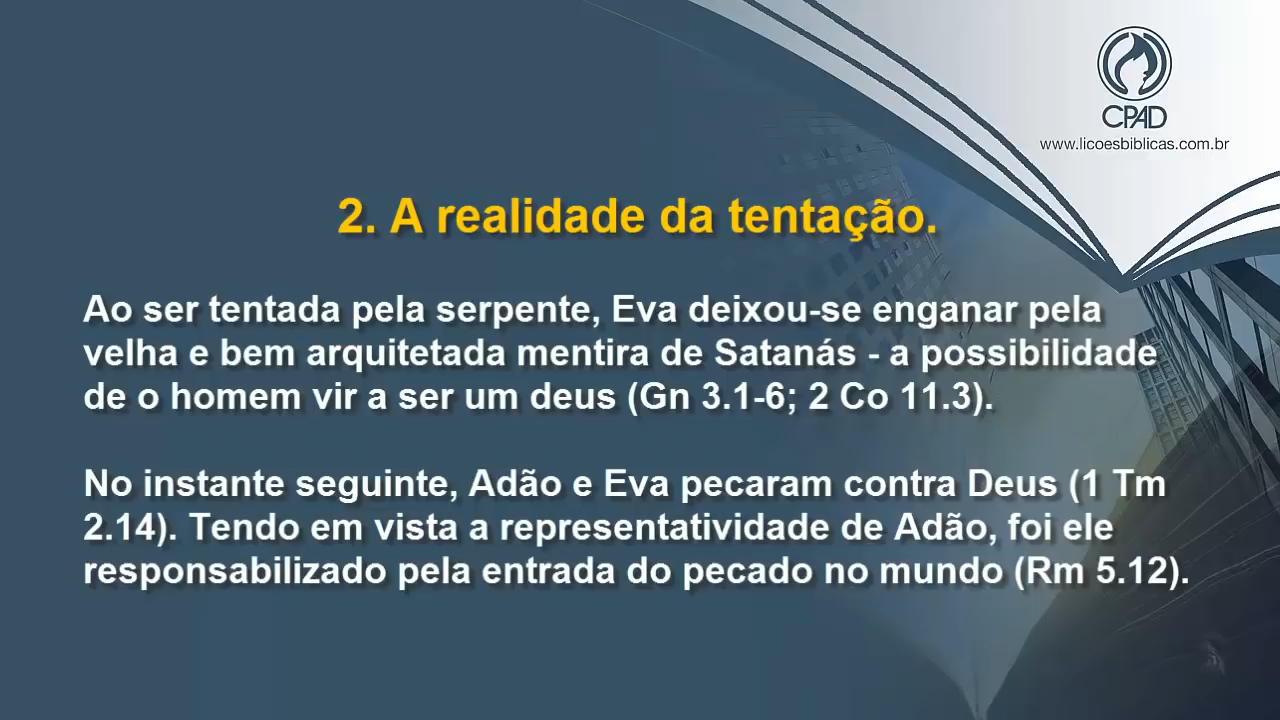 CPAD
www.licoesbiblicas.com.br
2. A realidade da tentação.
Ao ser tentada pela serpente, Eva deixou-se enganar pela
velha e bem arquitetada mentira de Satanás - a possibilidade
de o homem vir a ser um deus (Gn 3.1-6; 2 Co 11.3).
No instante seguinte, Adão e Eva pecaram contra Deus (1 Tm
2.14). Tendo em vista a representatividade de Adão, foi ele
responsabilizado pela entrada do pecado no mundo (Rm 5.12).